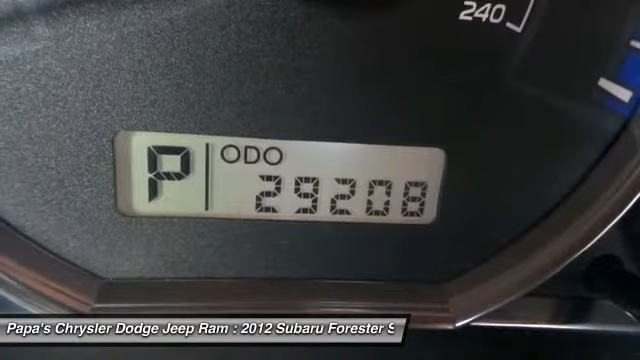 240
P
ODO
29208
Papa's Chrysler Dodge Jeep Ram : 2012 Subaru Forester S